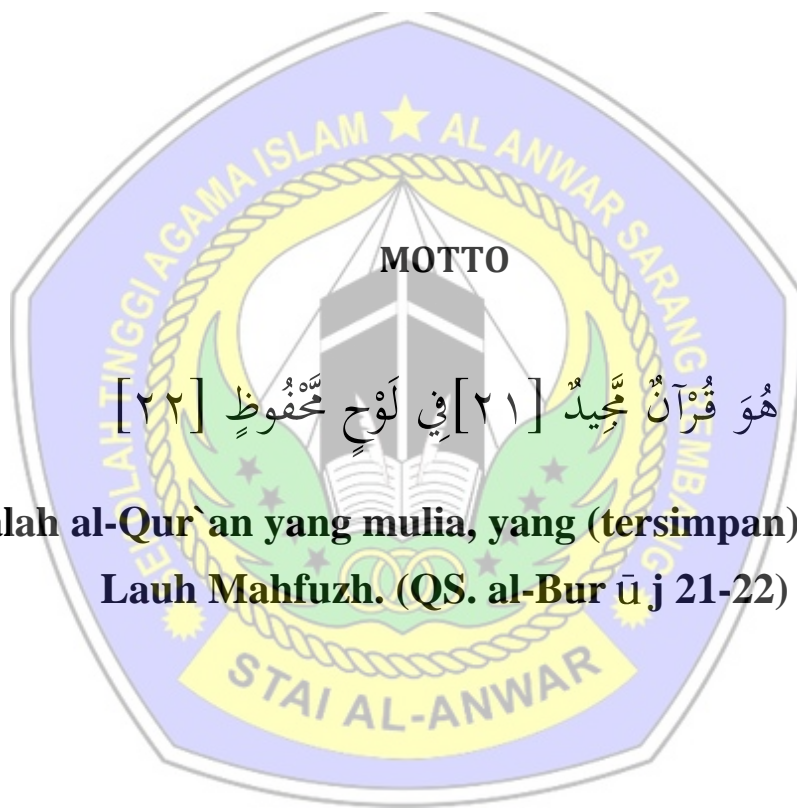 SEKOLAH TINGGI AGAMA ISLAM ★ AL ANWAR SARANG REMBANG
MOTTO
هُوَ قُرْآنٌ مَّجِيدٌ [٢١]فِي لَوْحٍ مَّحْفُوظٍ [٢٢]
alah al-Qur`an yang mulia, yang (tersimpan)
Lauh Mahfuzh. (QS. al-Bur ū j 21-22)
STAI AL-ANWAR